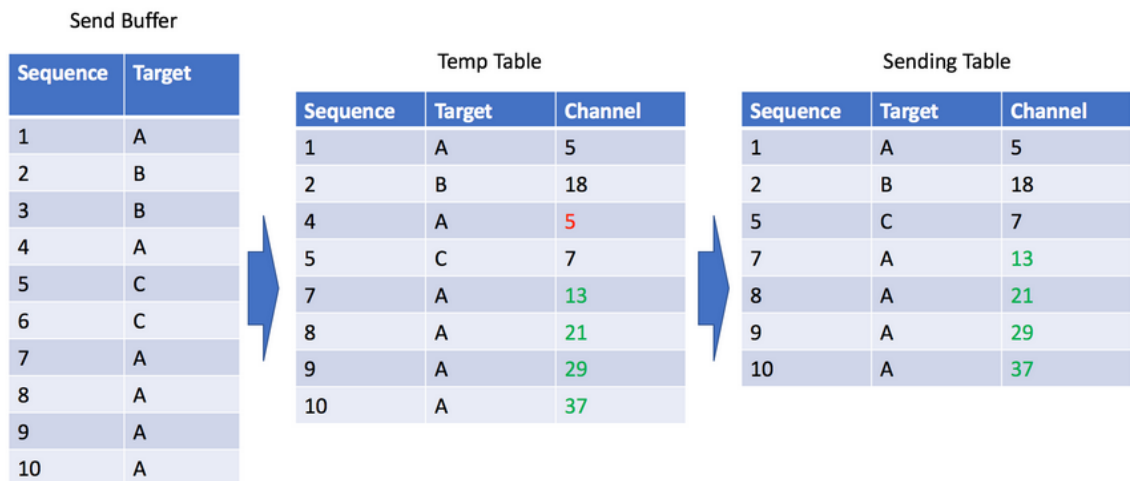 Send Buffer
Sequence Target
1 A
2 B
3 B
4 A
5 C
6 C
7 A
8 A
9 A
10 A
Temp Table
Sequence Target Channel
1 A 5
2 B 18
4 A 5
5 C 7
7 A 13
8 A 21
9 A 29
10 A 37
Sending Table
Sequence Target Channel
1 A 5
2 B 18
5 C 7
7 A 13
8 A 21
9 A 29
10 A 37